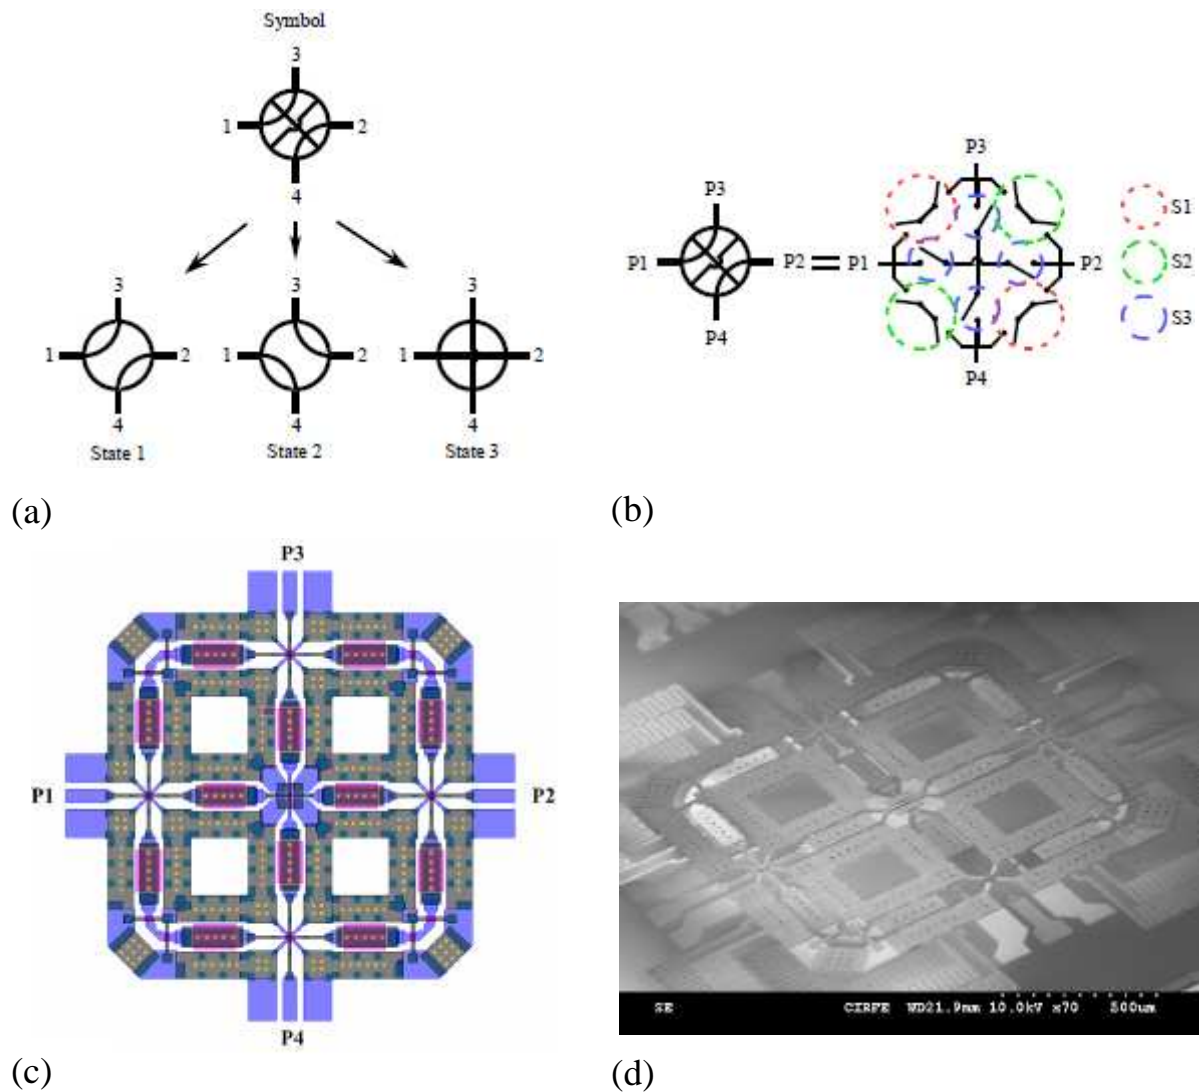 Symbol
3
1 2
4
3 3 3
1 2 1 2 1 2
4 4 4
State 1 State 2 State 3
(a)
P3 P3
P1 P2 P1 P2
P4 P4
S1
S2
S3
(b)
P3
P1 P2
P4
(c)
SE CIRFE WD21.9mm 10.0kV x70 500um
(d)